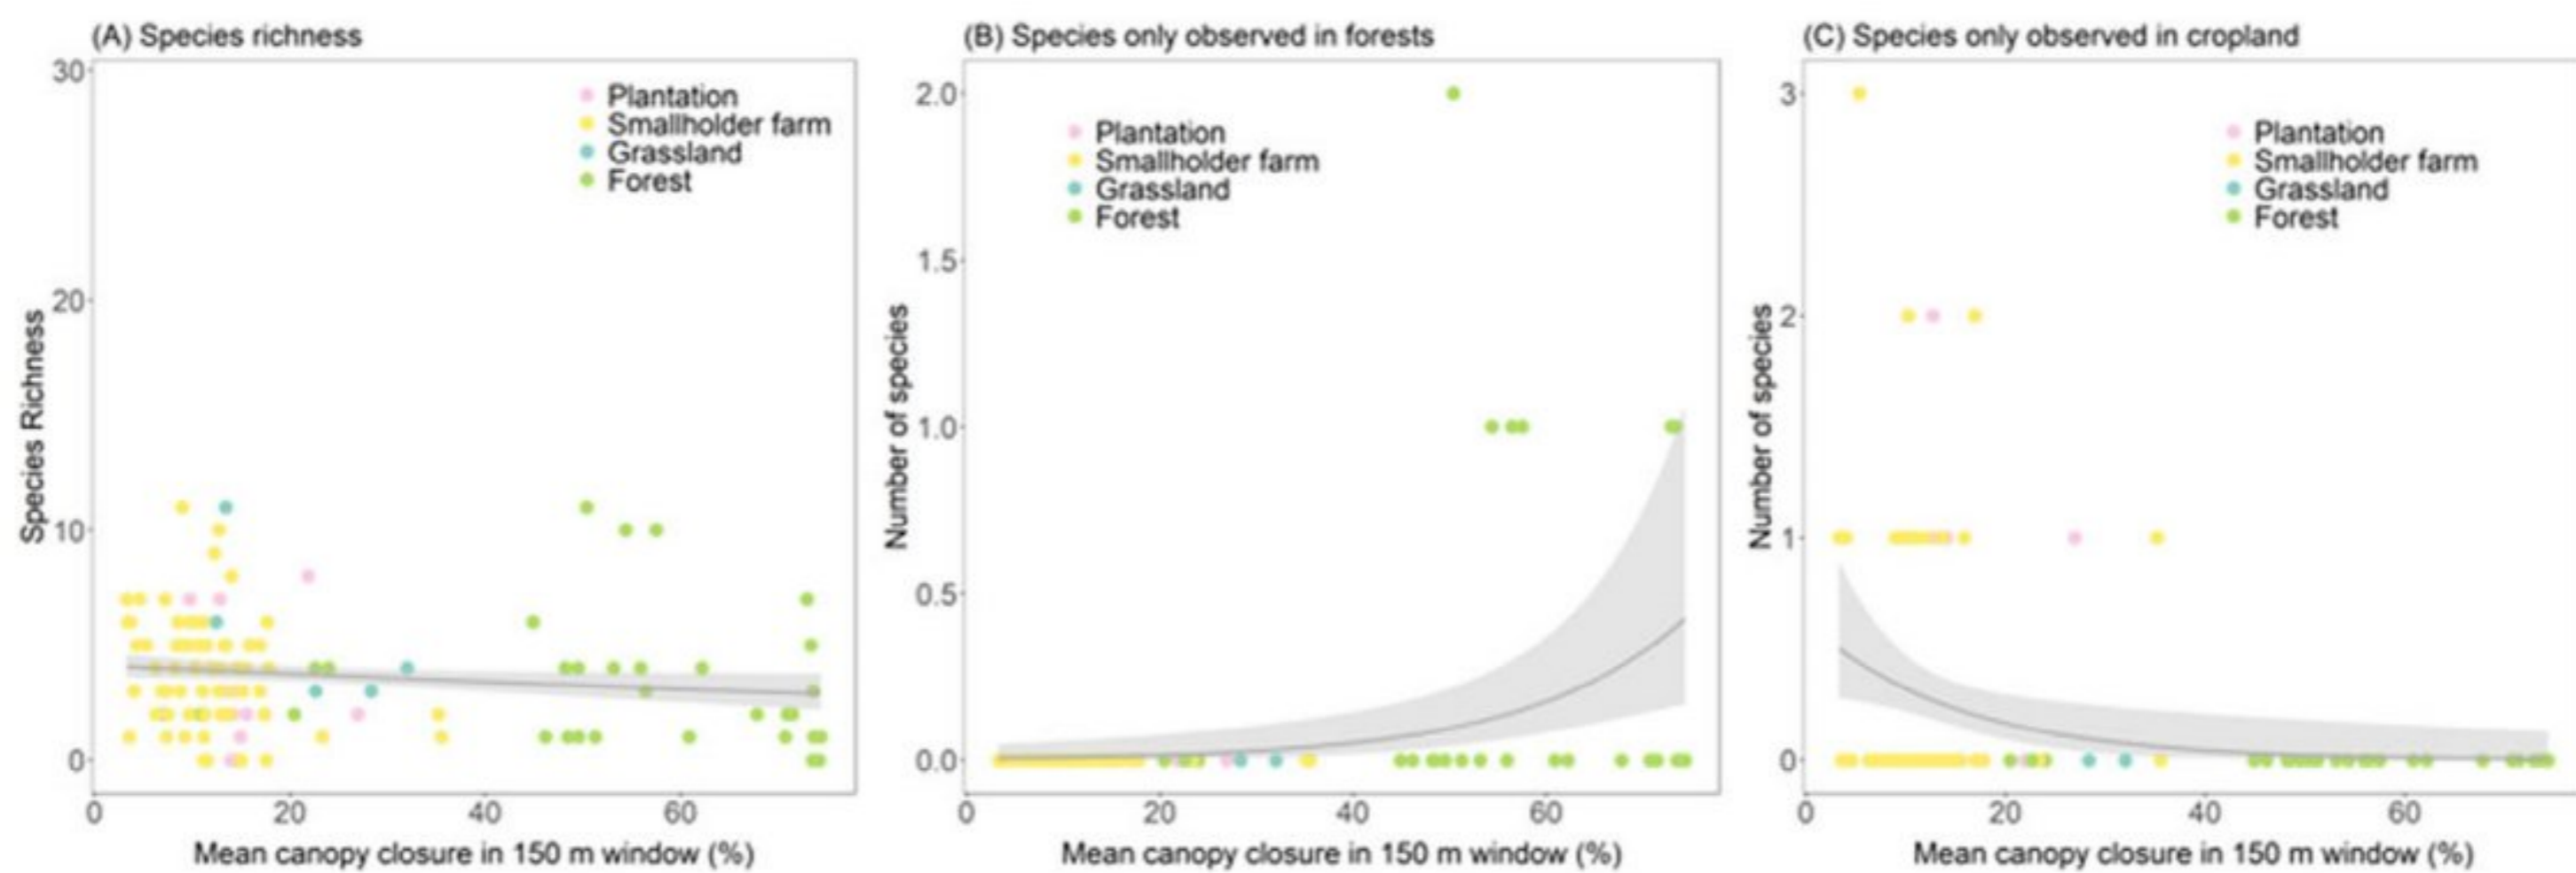 (A) Species richness
30
20
10
0
Species Richness
Plantation
Smallholder farm
Grassland
Forest
0 20 40 60
Mean canopy closure in 150 m window (%)
(B) Species only observed in forests
2.0
1.5
1.0
0.5
0.0
Number of species
Plantation
Smallholder farm
Grassland
Forest
0 20 40 60
Mean canopy closure in 150 m window (%)
(C) Species only observed in cropland
3
2
1
0
Number of species
Plantation
Smallholder farm
Grassland
Forest
0 20 40 60
Mean canopy closure in 150 m window (%)